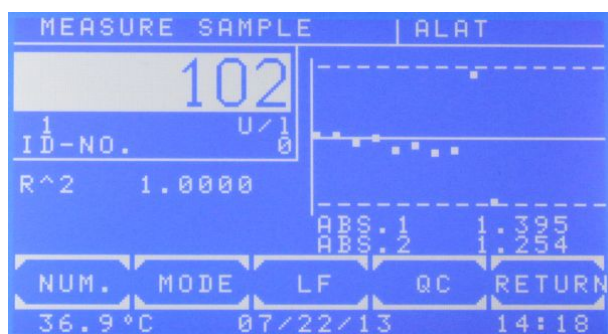 MEASURE SAMPLE | ALAT
102
1 U/l
ID-NO. 0
R^2 1.0000
ABS.1 1.395
ABS.2 1.254
NUM. MODE LF QC RETURN
36.9°C 07/22/13 14:18